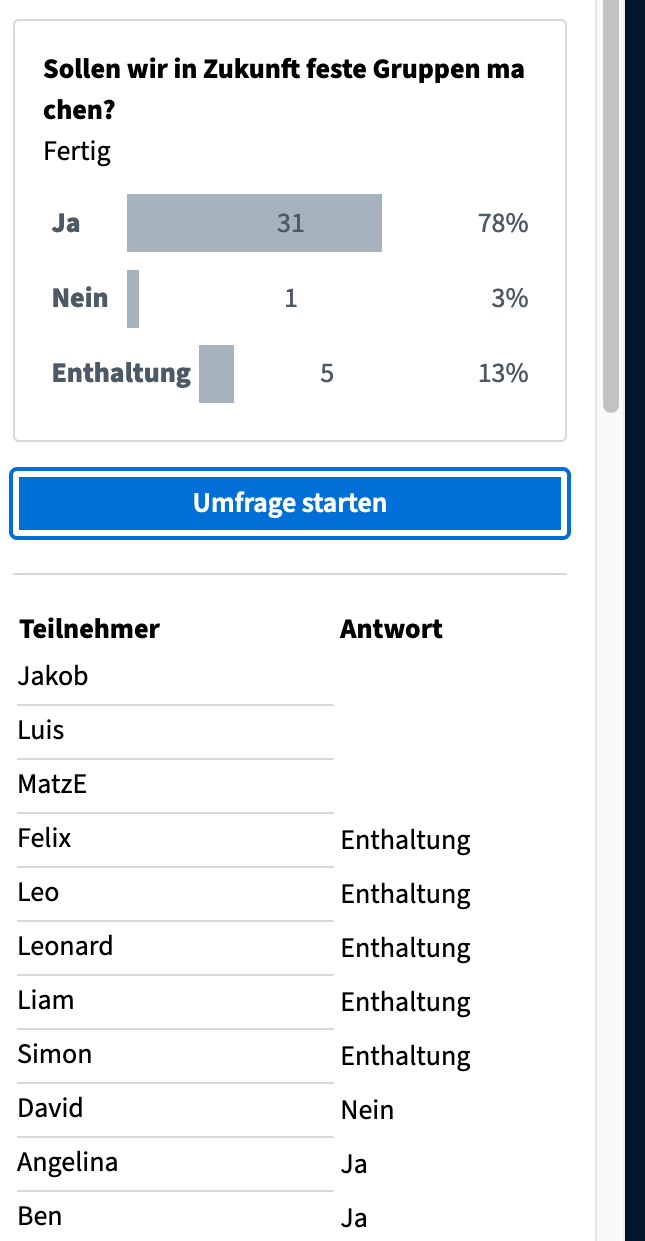 Sollen wir in Zukunft feste Gruppen ma
chen?
Fertig
Ja 31 78%
Nein 1 3%
Enthaltung 5 13%
Umfrage starten
Teilnehmer Antwort
Jakob
Luis
MatzE
Felix Enthaltung
Leo Enthaltung
Leonard Enthaltung
Liam Enthaltung
Simon Enthaltung
David Nein
Angelina Ja
Ben Ja